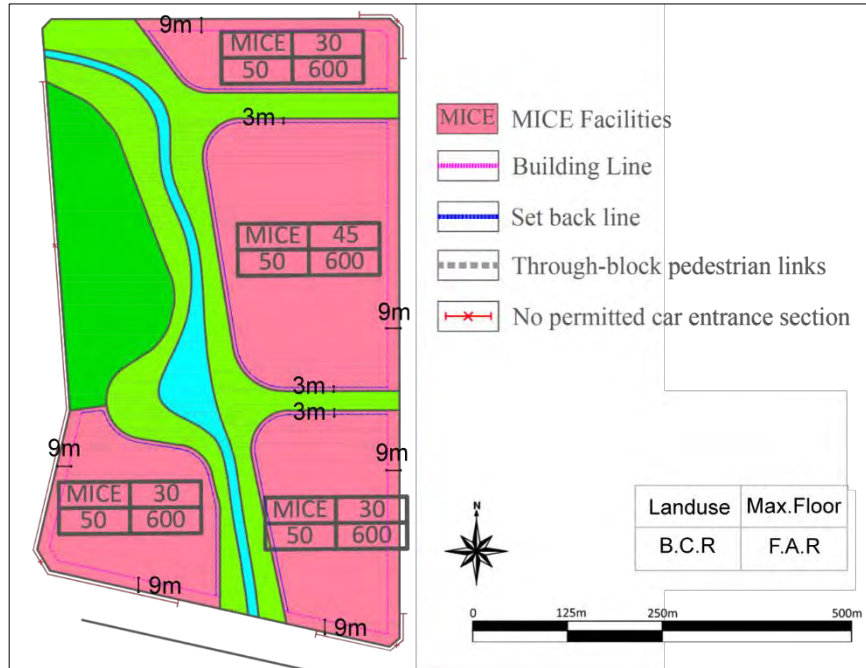 9m
MICE 30
50 600
3m
MICE 45
50 600
9m
3m
3m
9m
9m
MICE 30
50 600
MICE 30
50 600
9m
9m
MICE MICE Facilities
Building Line
Set back line
Through-block pedestrian links
No permitted car entrance section
N
Landuse Max.Floor
B.C.R F.A.R
0 125m 250m 500m